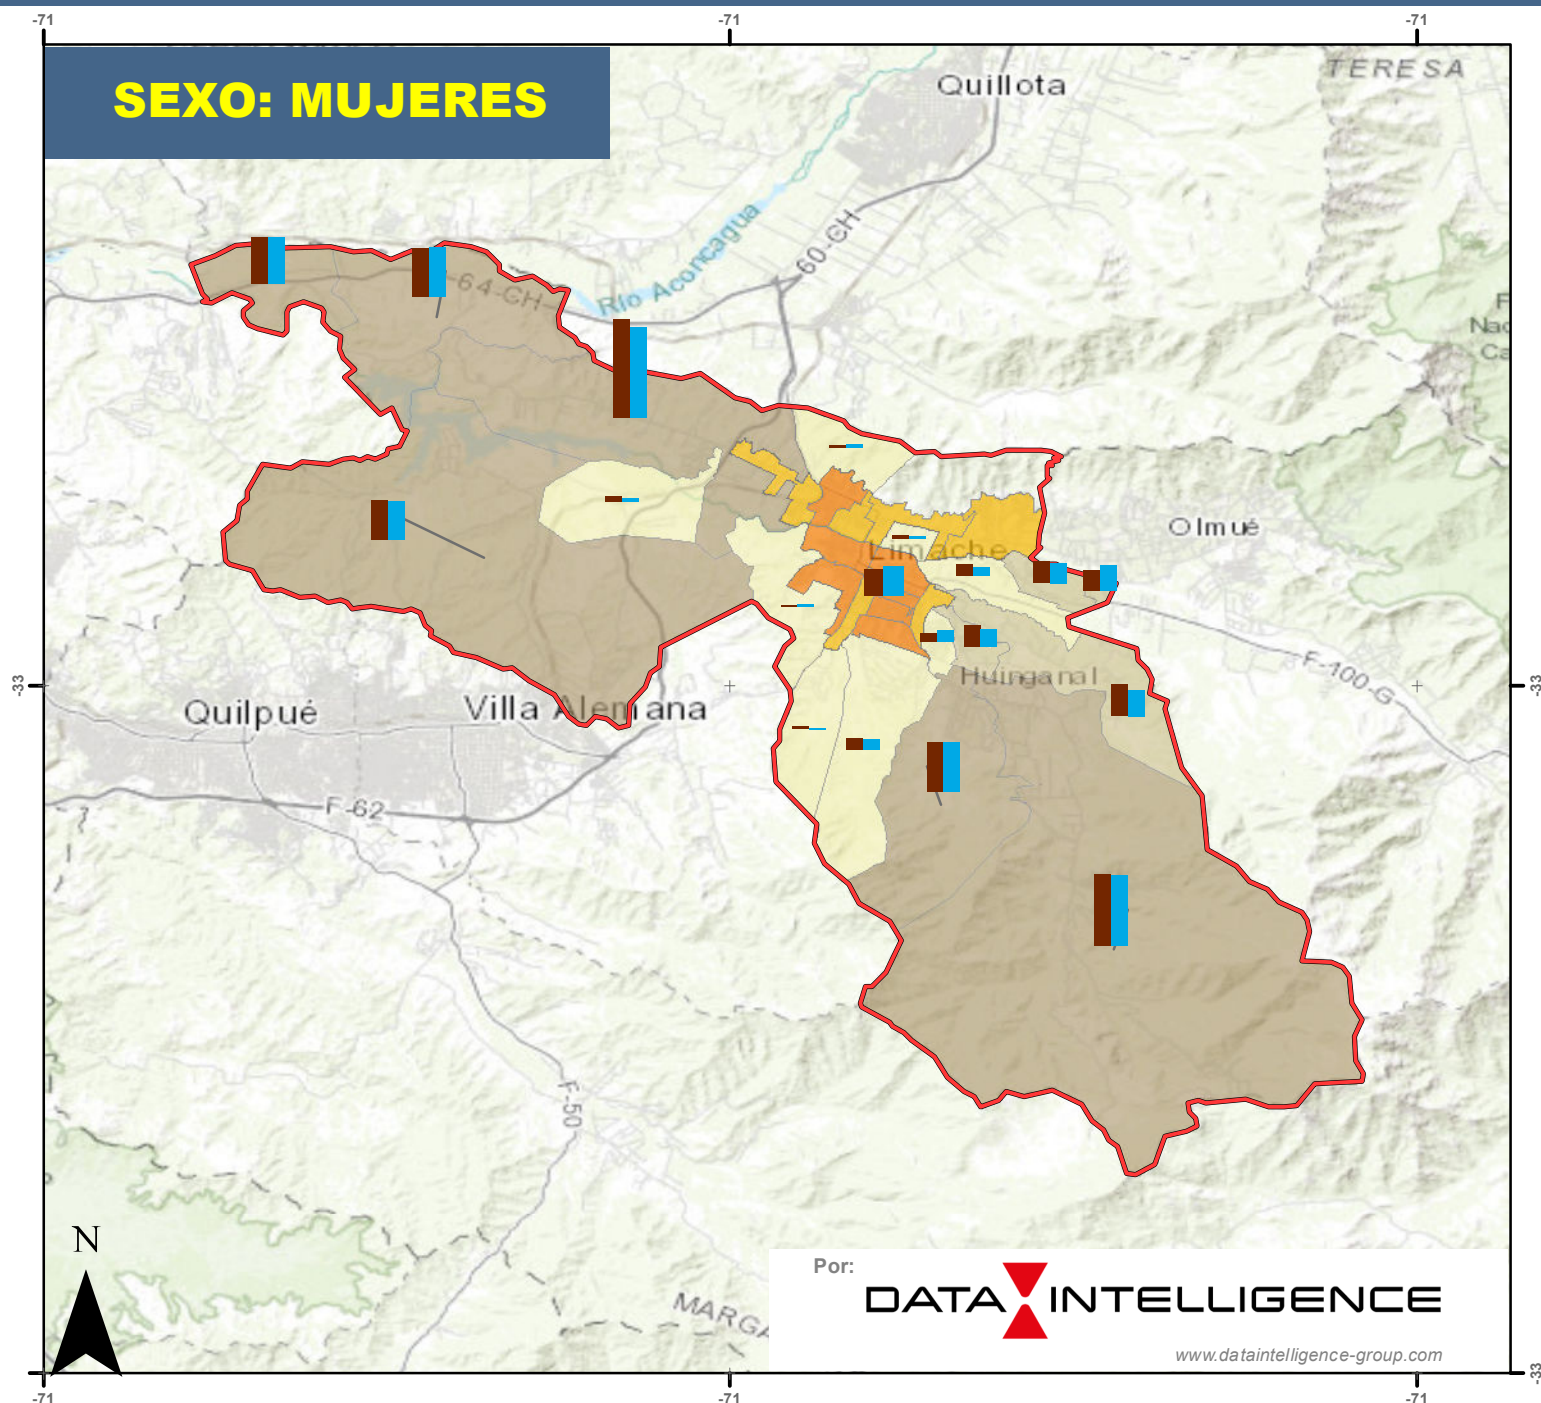 -71
-71
-71
SEXO: MUJERES
Quillota
TERESA
60-CH
Río Aconcagua
64-CH
Limache
Olmué
Huinganal
F-100-G
-33
-33
Quilpué
Villa Alemana
F-62
F-50
N
Por:
DATA INTELLIGENCE
www.dataintelligence-group.com
-33
-71
-71
-71